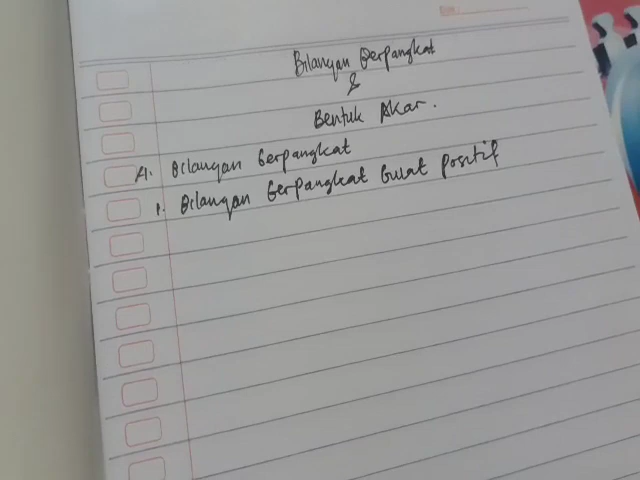 Bilangan Berpangkat
&
Bentuk Akar.
A. Bilangan berpangkat
1. Bilangan berpangkat bulat positif